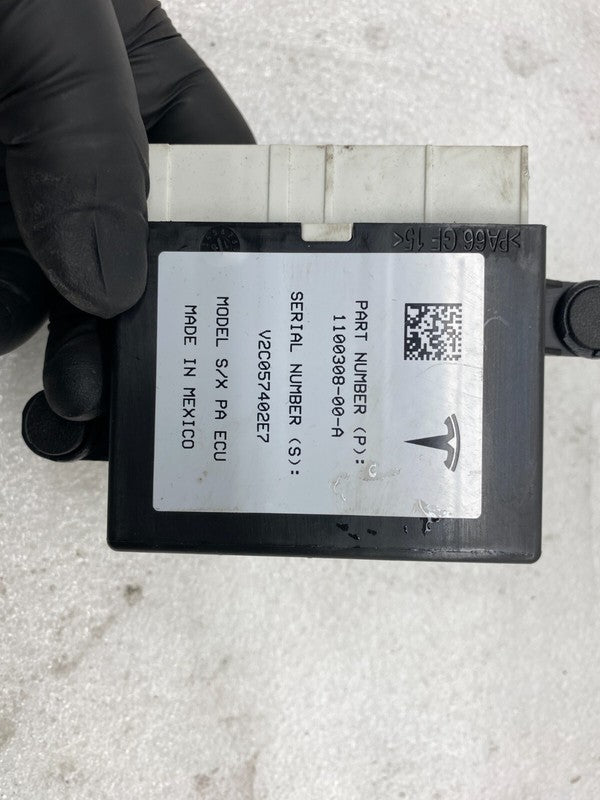 >PA66 GF 15<
PART NUMBER (P):
1100308-00-A
SERIAL NUMBER (S):
V2C057402E7
MODEL S/X PA ECU
MADE IN MEXICO